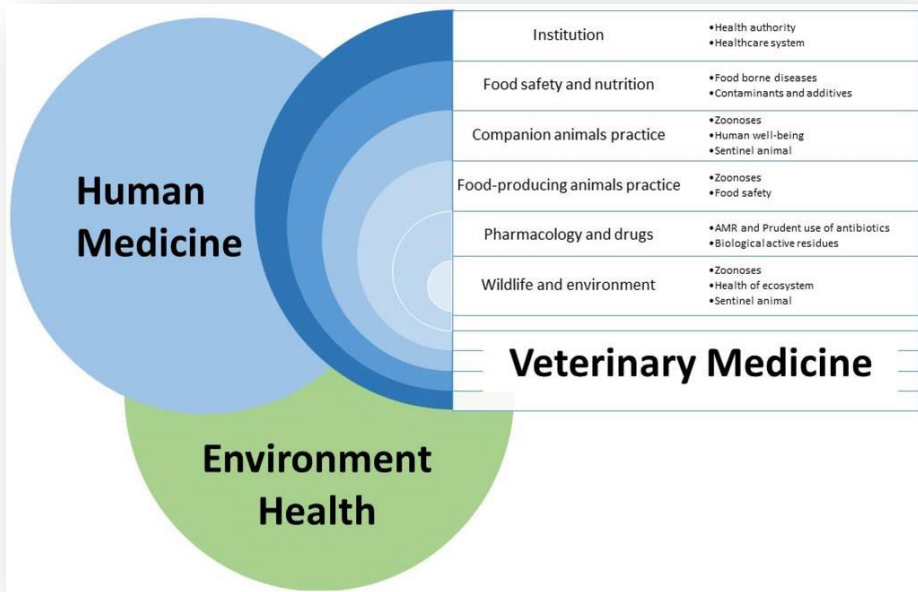 Human
Medicine
Environment
Health
Institution
•Health authority
•Healthcare system
Food safety and nutrition
•Food borne diseases
•Contaminants and additives
Companion animals practice
•Zoonoses
•Human well-being
•Sentinel animal
Food-producing animals practice
•Zoonoses
•Food safety
Pharmacology and drugs
•AMR and Prudent use of antibiotics
•Biological active residues
Wildlife and environment
•Zoonoses
•Health of ecosystem
•Sentinel animal
Veterinary Medicine